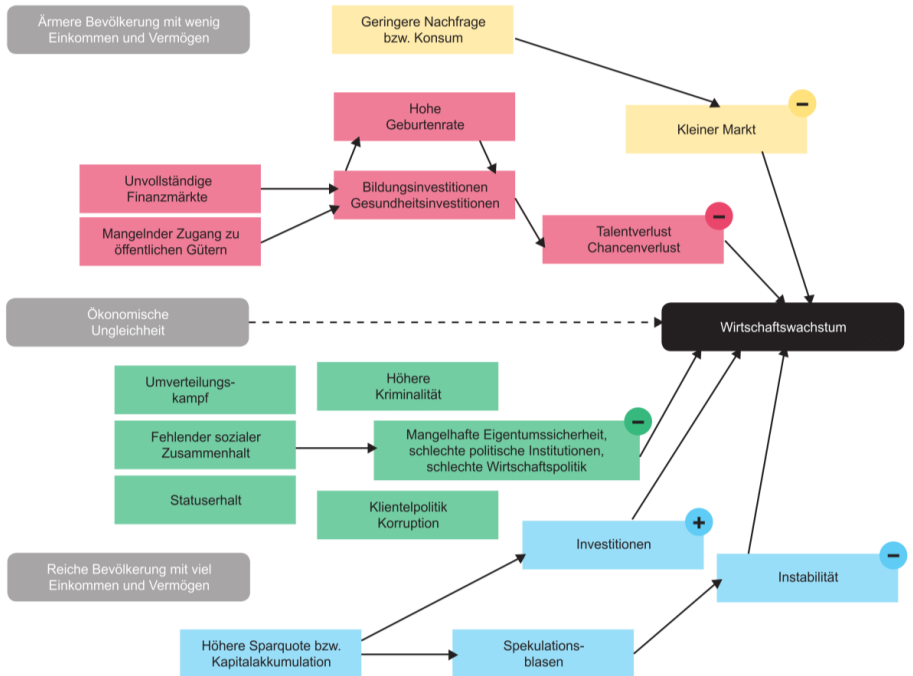 Ärmere Bevölkerung mit wenig
Einkommen und Vermögen
Geringere Nachfrage
bzw. Konsum
Kleiner Markt
Hohe
Geburtenrate
Unvollständige
Finanzmärkte
Bildungsinvestitionen
Gesundheitsinvestitionen
Mangelnder Zugang zu
öffentlichen Gütern
Talentverlust
Chancenverlust
Ökonomische
Ungleichheit
Wirtschaftswachstum
Umverteilungs-
kampf
Höhere
Kriminalität
Fehlender sozialer
Zusammenhalt
Mangelhafte Eigentumssicherheit,
schlechte politische Institutionen,
schlechte Wirtschaftspolitik
Statuserhalt
Klientelpolitik
Korruption
Investitionen
Reiche Bevölkerung mit viel
Einkommen und Vermögen
Instabilität
Höhere Sparquote bzw.
Kapitalakkumulation
Spekulations-
blasen